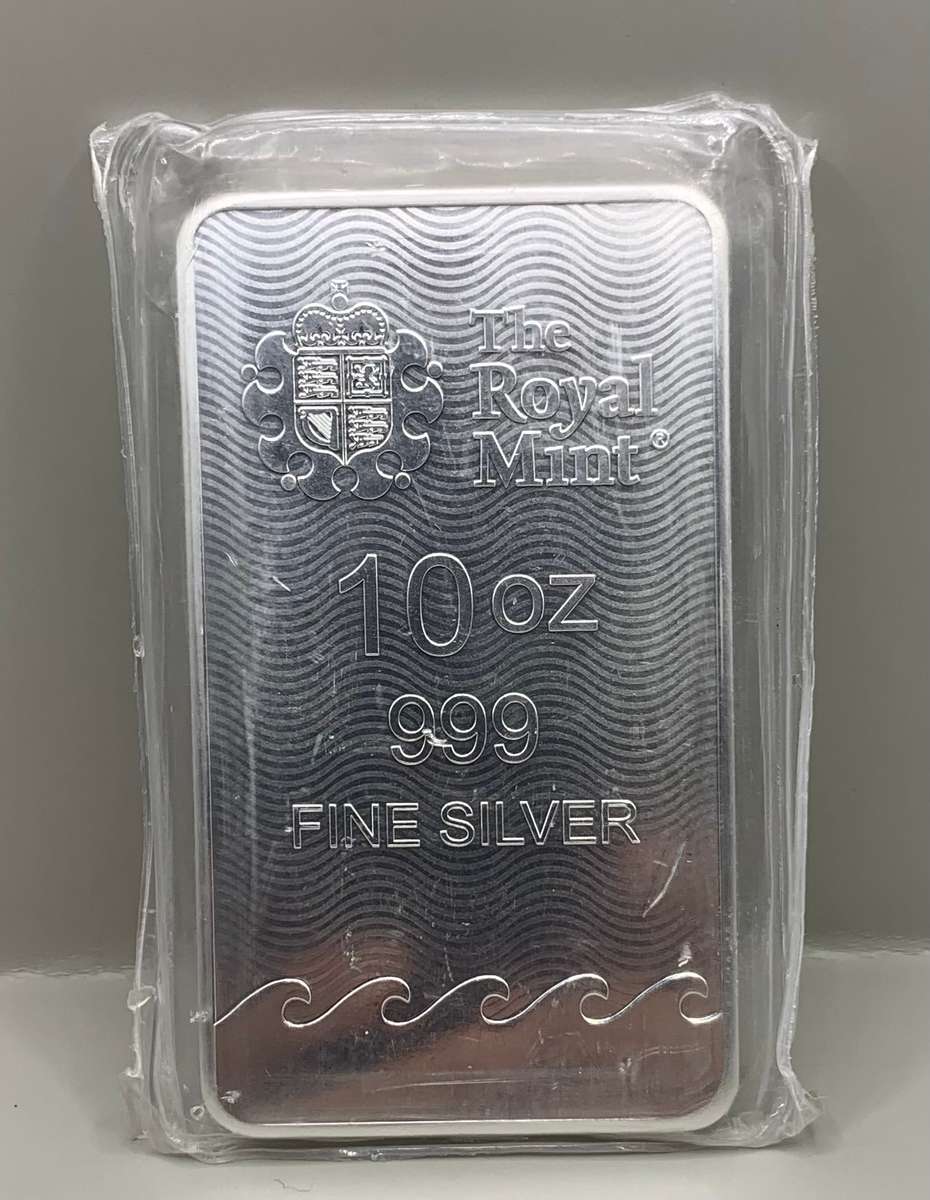 The
Royal
Mint®
10 OZ
999
FINE SILVER